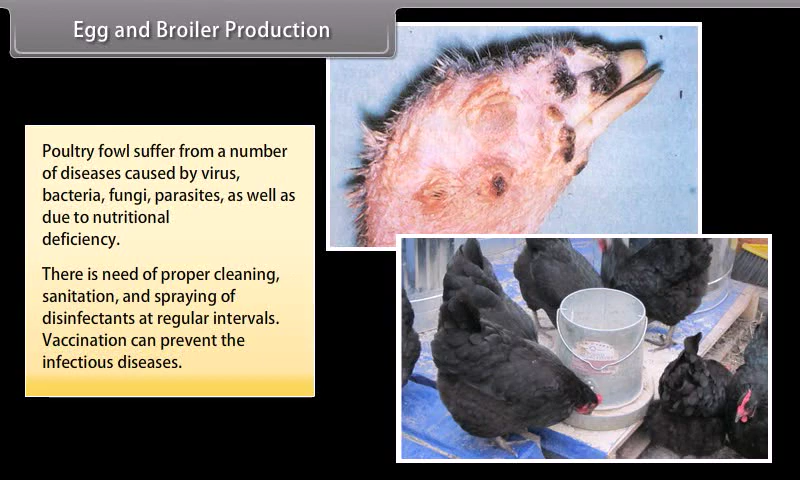 Egg and Broiler Production
Poultry fowl suffer from a number
of diseases caused by virus,
bacteria, fungi, parasites, as well as
due to nutritional
deficiency.
There is need of proper cleaning,
sanitation, and spraying of
disinfectants at regular intervals.
Vaccination can prevent the
infectious diseases.